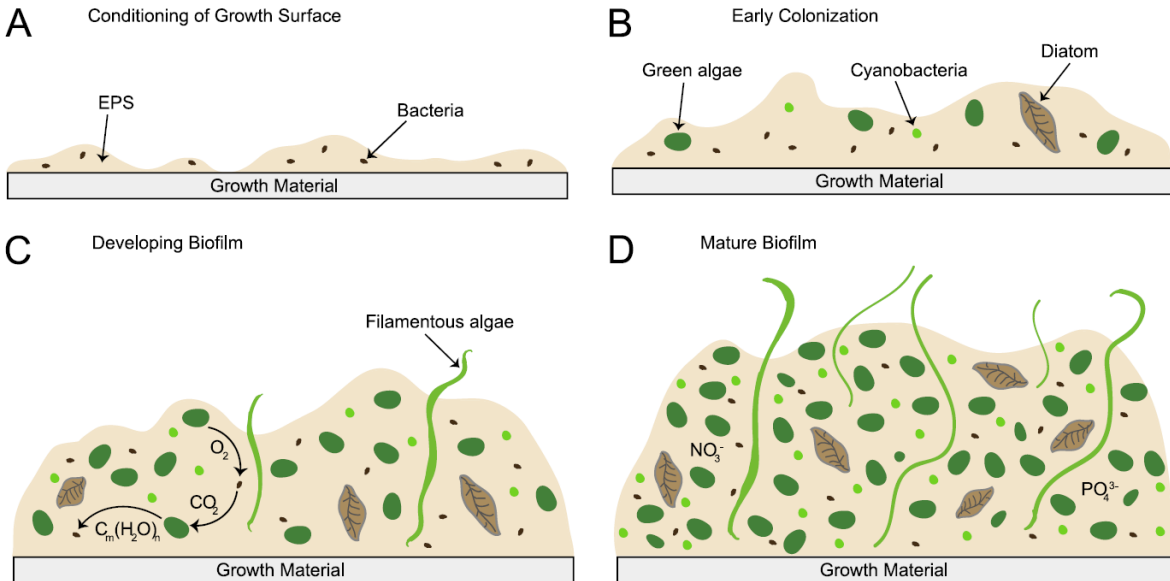 A
Conditioning of Growth Surface
EPS
Bacteria
Growth Material
B
Early Colonization
Green algae
Cyanobacteria
Diatom
Growth Material
C
Developing Biofilm
Filamentous algae
O₂
CO₂
Cₘ(H₂O)ₙ
Growth Material
D
Mature Biofilm
NO₃⁻
PO₄³⁻
Growth Material